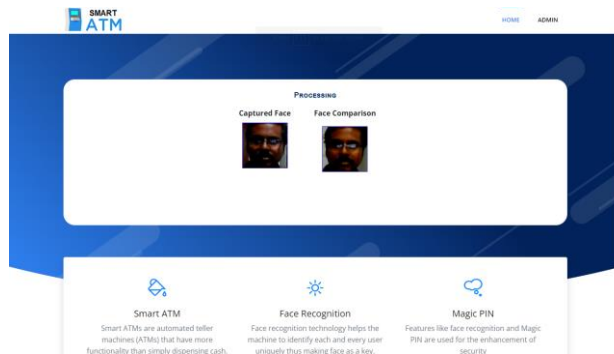 SMART
ATM
HOME ADMIN
PROCESSING
Captured Face Face Comparison
Smart ATM
Smart ATMs are automated teller
machines (ATMs) that have more
functionality than simply dispensing cash.
Face Recognition
Face recognition technology helps the
machine to identify each and every user
uniquely thus making face as a key.
Magic PIN
Features like face recognition and Magic
PIN are used for the enhancement of
security